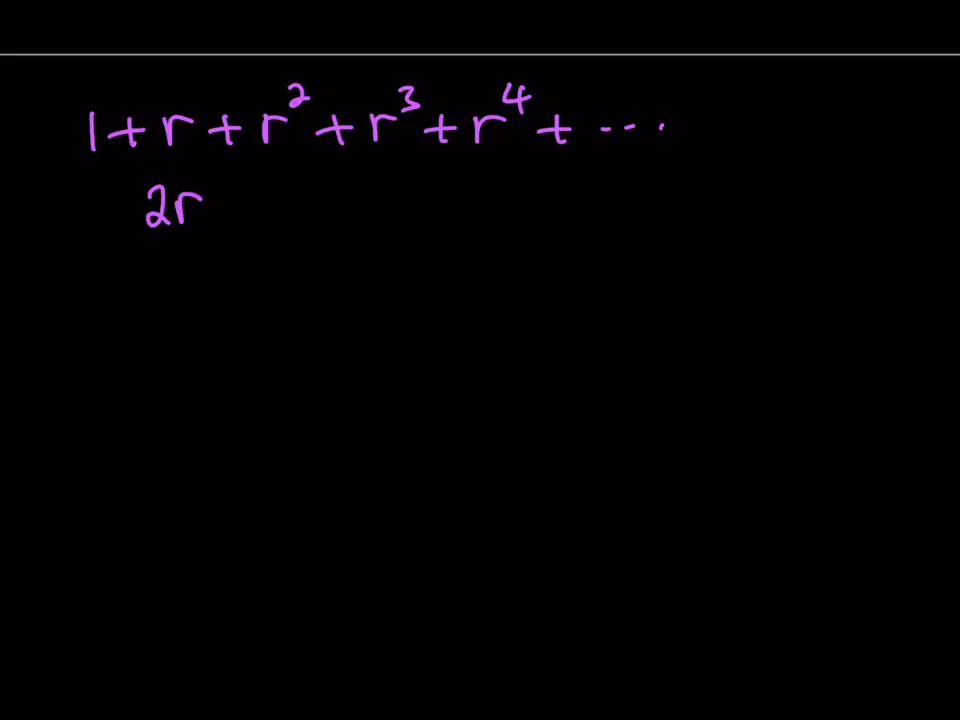 1 + r + r² + r³ + r⁴ + ...
2r